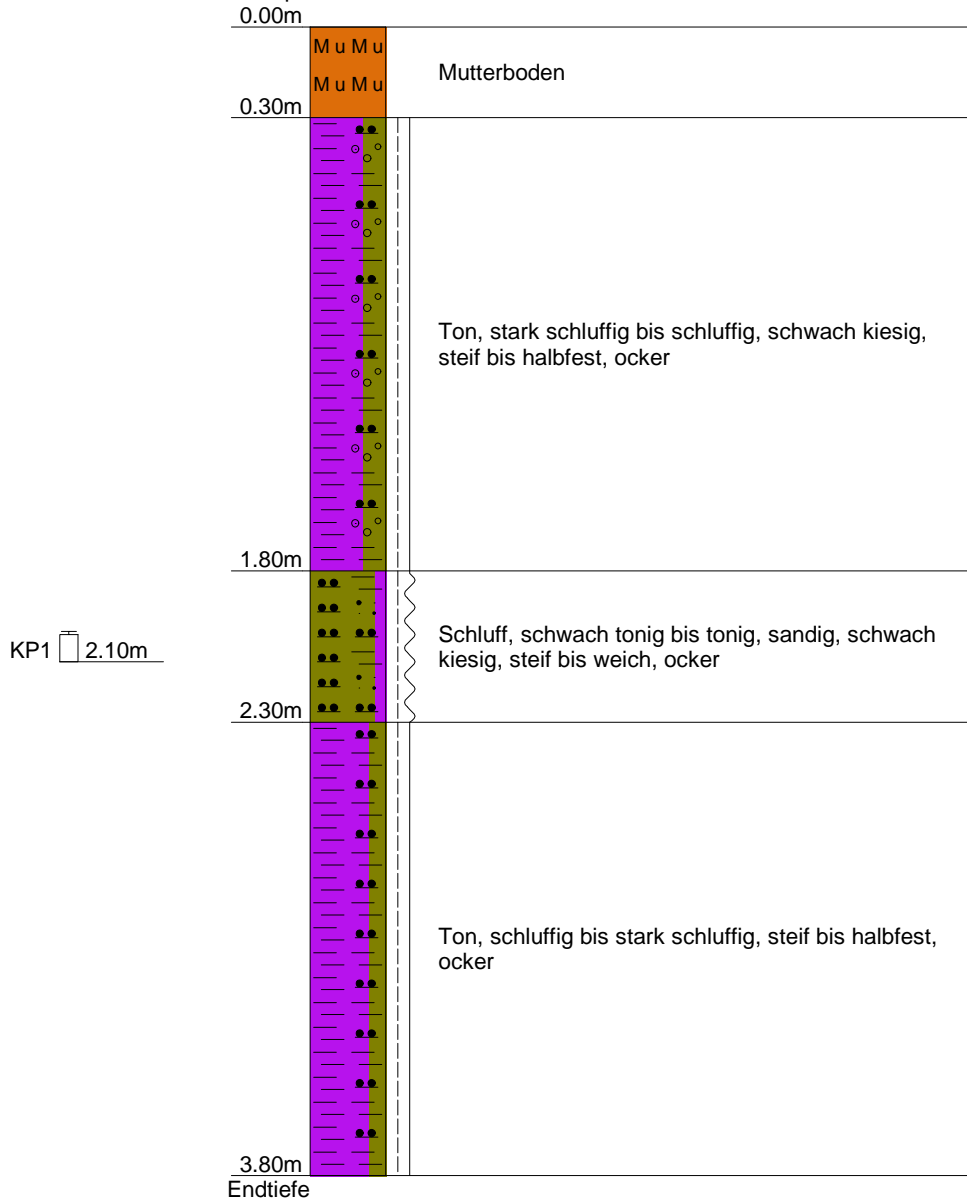 0.00m
M u M u
Mutterboden
M u M u
0.30m
Ton, stark schluffig bis schluffig, schwach kiesig,
steif bis halbfest, ocker
1.80m
Schluff, schwach tonig bis tonig, sandig, schwach
kiesig, steif bis weich, ocker
KP1 2.10m
2.30m
Ton, schluffig bis stark schluffig, steif bis halbfest,
ocker
3.80m
Endtiefe